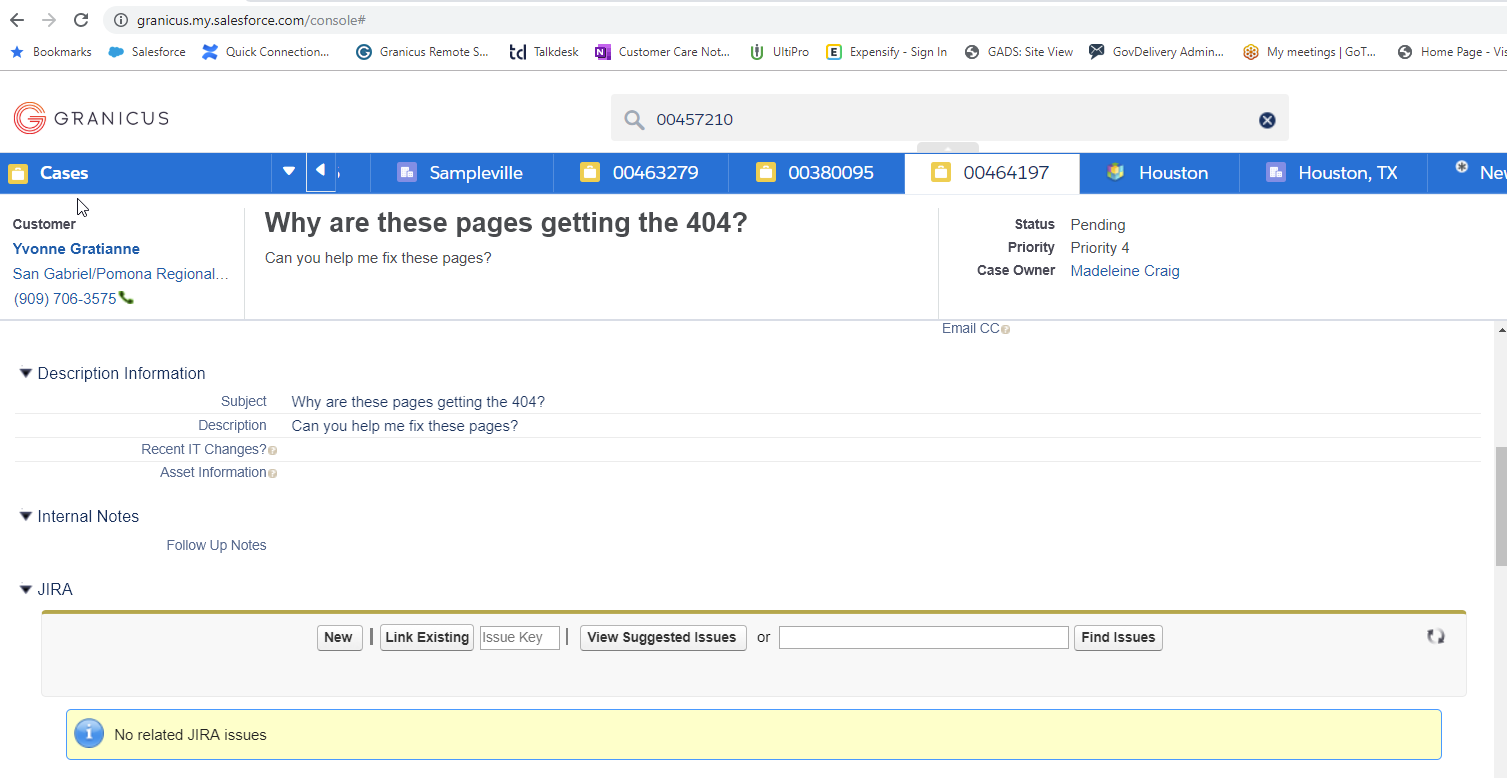 granicus.my.salesforce.com/console#
Bookmarks Salesforce Quick Connection... Granicus Remote S... Talkdesk Customer Care Not... UltiPro Expensify - Sign In GADS: Site View GovDelivery Admin... My meetings | GoT... Home Page - Vis
GRANICUS
00457210
Cases Sampleville 00463279 00380095 00464197 Houston Houston, TX New
Customer
Yvonne Gratianne
San Gabriel/Pomona Regional...
(909) 706-3575
Why are these pages getting the 404?
Can you help me fix these pages?
Status Pending
Priority Priority 4
Case Owner Madeleine Craig
Email CC
Description Information
Subject Why are these pages getting the 404?
Description Can you help me fix these pages?
Recent IT Changes?
Asset Information
Internal Notes
Follow Up Notes
JIRA
New | Link Existing Issue Key | View Suggested Issues or Find Issues
No related JIRA issues